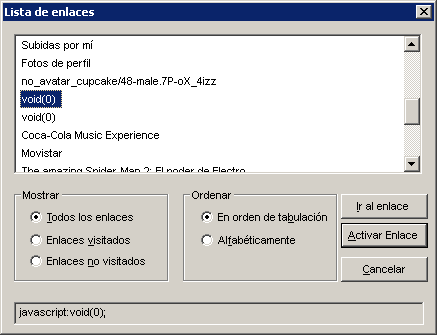 Lista de enlaces
Subidas por mí
Fotos de perfil
no_avatar_cupcake/48-male.7P-oX_4izz
void(0)
void(0)
Coca-Cola Music Experience
Movistar
The amazing Spider-Man 2: El poder de Electro
Mostrar
Todos los enlaces
Enlaces visitados
Enlaces no visitados
Ordenar
En orden de tabulación
Alfabéticamente
Ir al enlace
Activar Enlace
Cancelar
javascript:void(0);